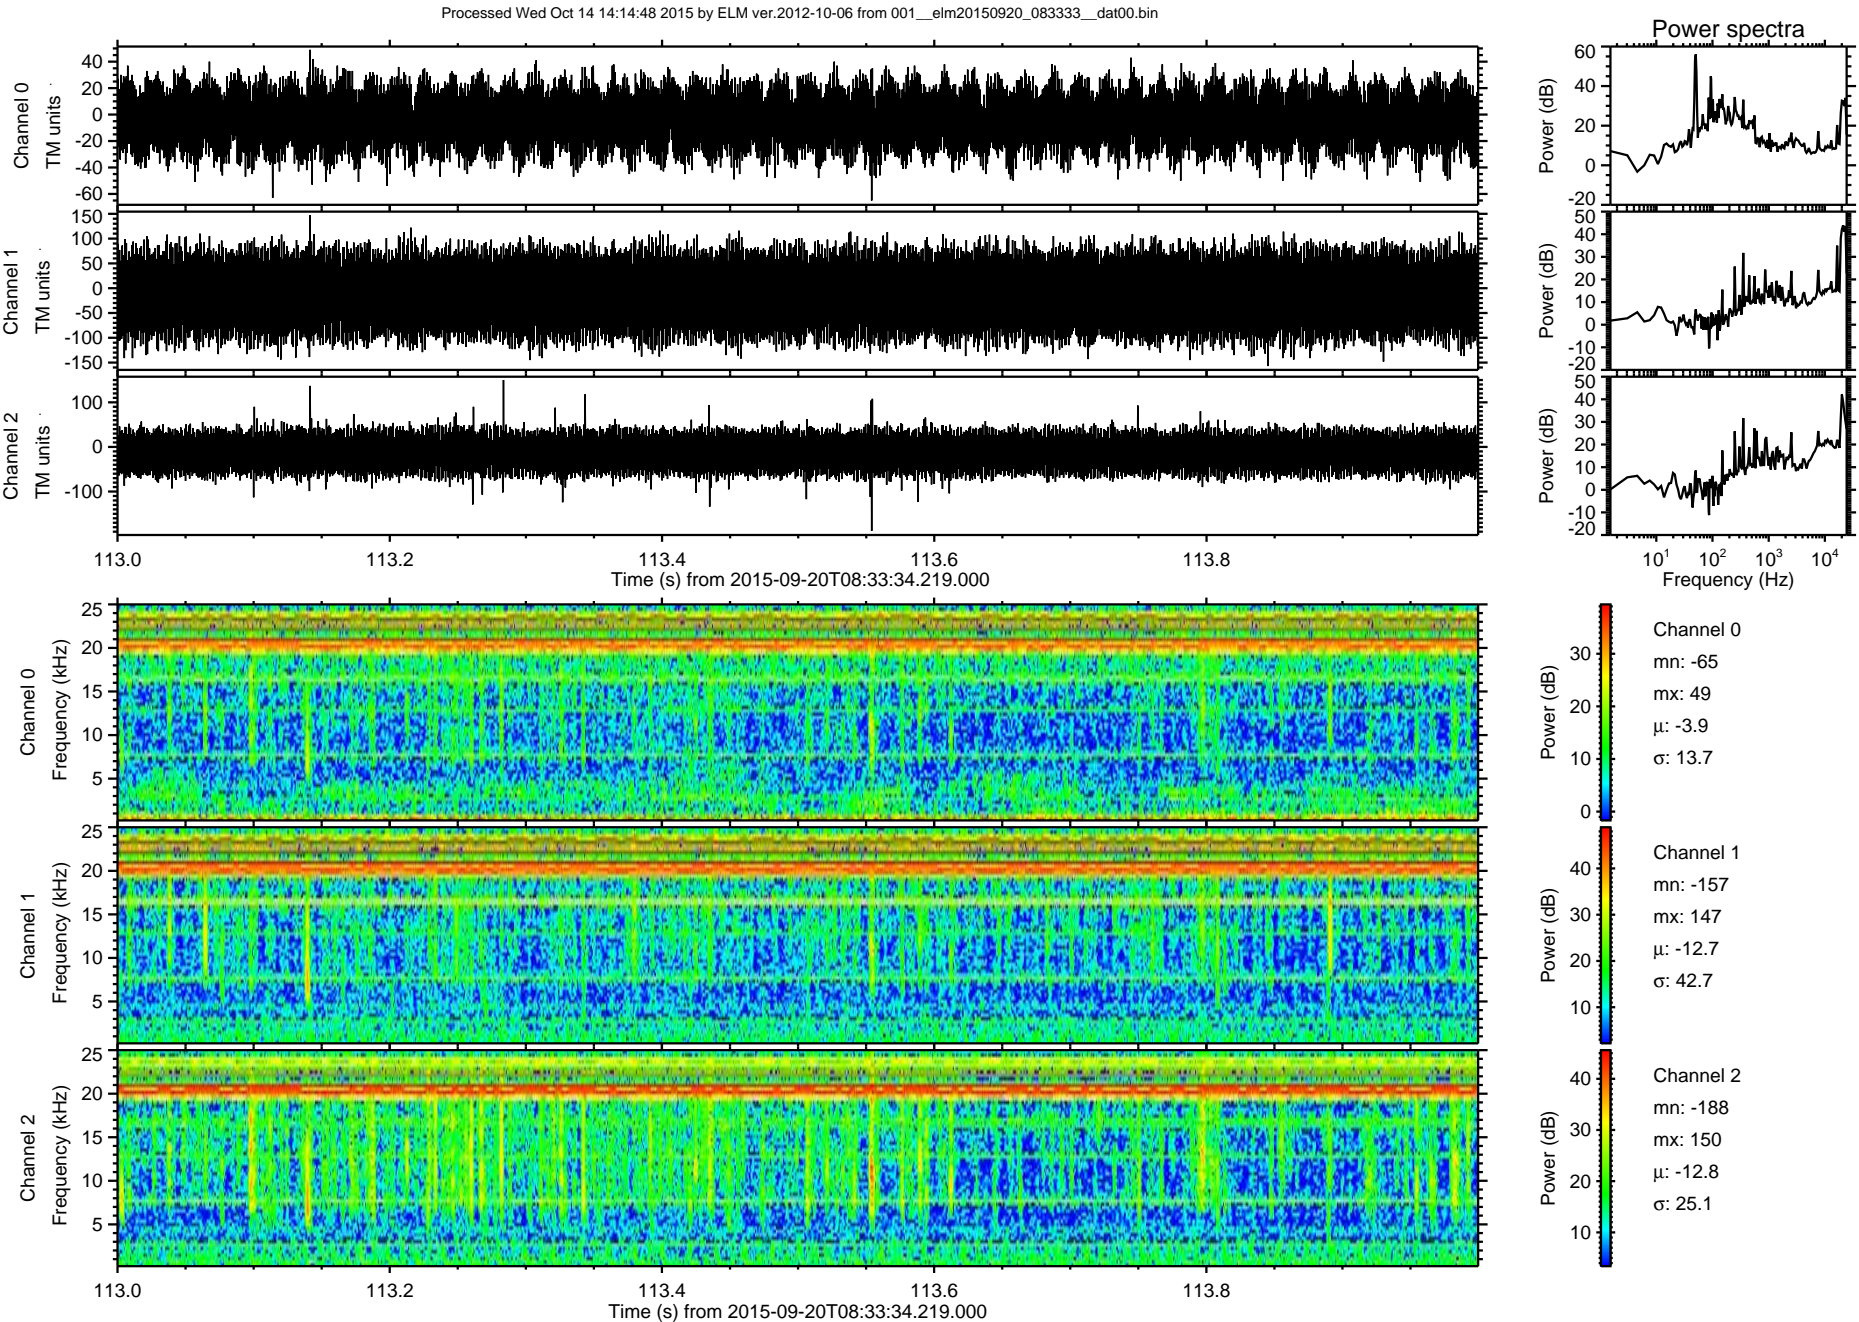 Processed Wed Oct 14 14:14:48 2015 by ELM ver.2012-10-06 from 001__elm20150920_083333__dat00.bin
Power spectra
Channel 0
TM units
40
20
0
-20
-40
-60
Power (dB)
60
40
20
0
-20
Channel 1
TM units
150
100
50
0
-50
-100
-150
Power (dB)
50
40
30
20
10
0
-10
-20
Channel 2
TM units
100
0
-100
Power (dB)
50
40
30
20
10
0
-10
-20
113.0 113.2 113.4 113.6 113.8
Time (s) from 2015-09-20T08:33:34.219.000
10^1 10^2 10^3 10^4
Frequency (Hz)
Channel 0
Frequency (kHz)
25
20
15
10
5
Power (dB)
30
20
10
0
Channel 0
mn: -65
mx: 49
μ: -3.9
σ: 13.7
Channel 1
Frequency (kHz)
25
20
15
10
5
Power (dB)
40
30
20
10
Channel 1
mn: -157
mx: 147
μ: -12.7
σ: 42.7
Channel 2
Frequency (kHz)
25
20
15
10
5
Power (dB)
40
30
20
10
Channel 2
mn: -188
mx: 150
μ: -12.8
σ: 25.1
113.0 113.2 113.4 113.6 113.8
Time (s) from 2015-09-20T08:33:34.219.000